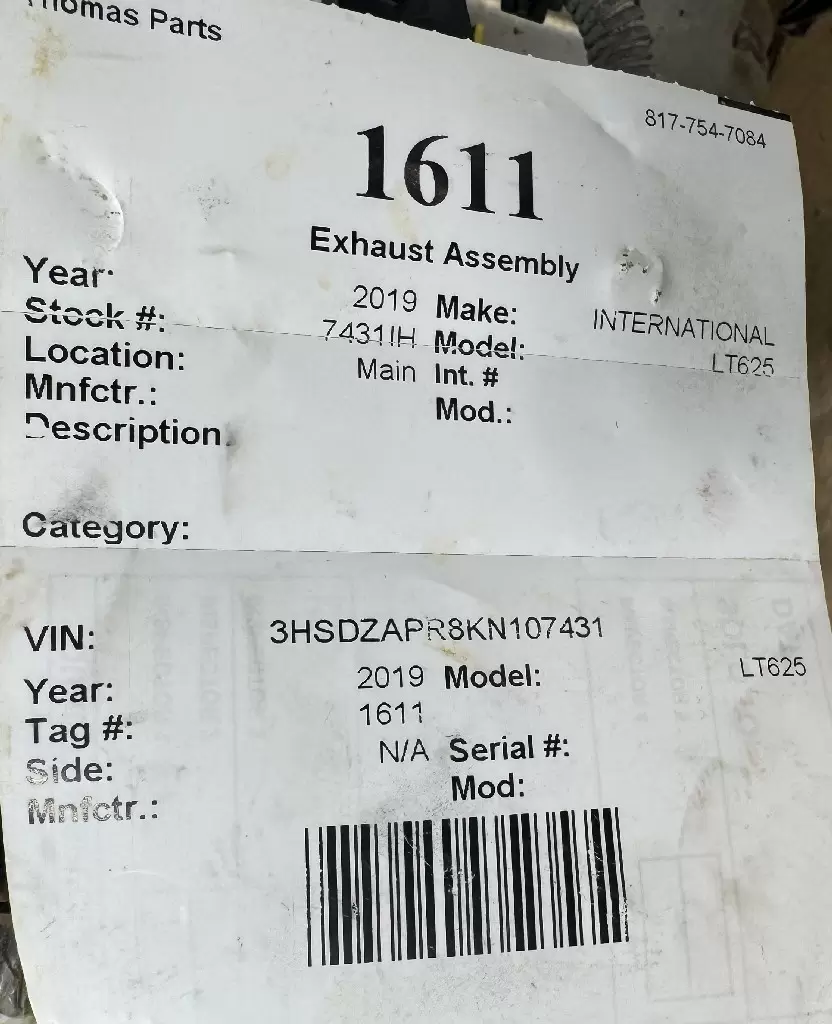 Thomas Parts
817-754-7084
1611
Exhaust Assembly
Year: 2019 Make: INTERNATIONAL
Stock #: 7431IH Model: LT625
Location: Main Int. #
Mnfctr.: Mod.:
Description.
Category:
VIN: 3HSDZAPR8KN107431
Year: 2019 Model: LT625
Tag #: 1611
Side: N/A Serial #:
Mnfctr.: Mod: